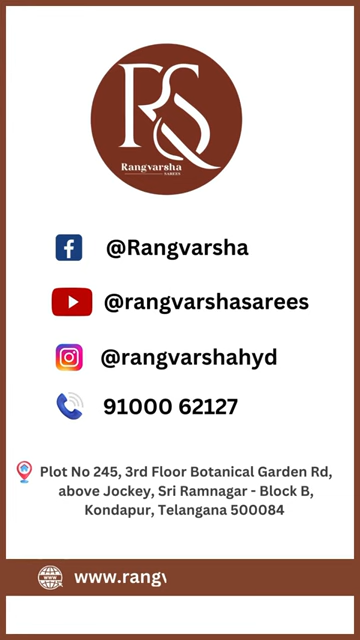 RS
Rangvarsha
SAREES
@Rangvarsha
@rangvarshasarees
@rangvarshahyd
91000 62127
Plot No 245, 3rd Floor Botanical Garden Rd,
above Jockey, Sri Ramnagar - Block B,
Kondapur, Telangana 500084
www.rangv